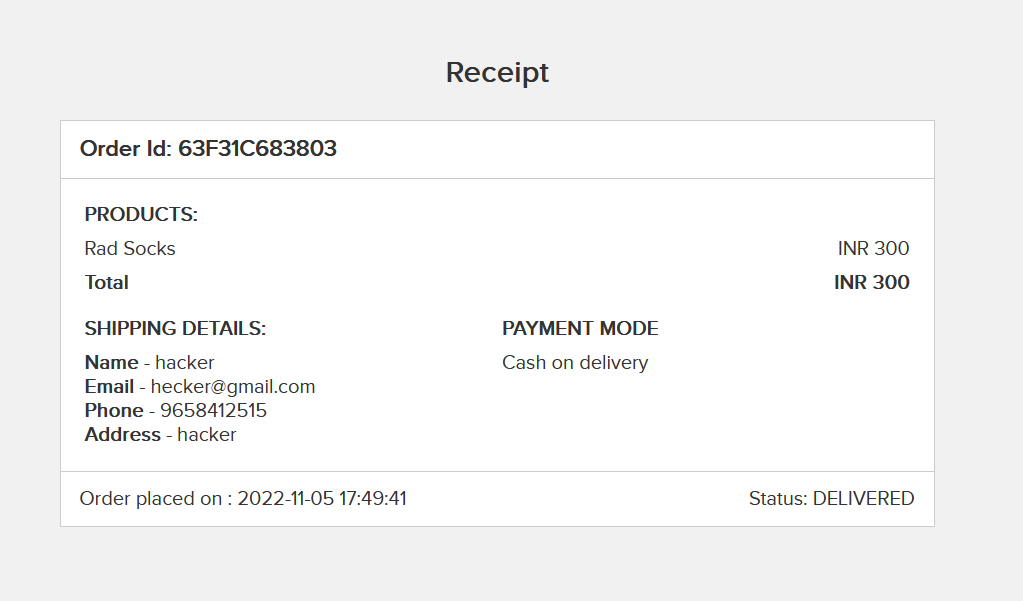 Receipt
Order Id: 63F31C683803
PRODUCTS:
Rad Socks INR 300
Total INR 300
SHIPPING DETAILS:
Name - hacker
Email - hecker@gmail.com
Phone - 9658412515
Address - hacker
PAYMENT MODE
Cash on delivery
Order placed on : 2022-11-05 17:49:41 Status: DELIVERED